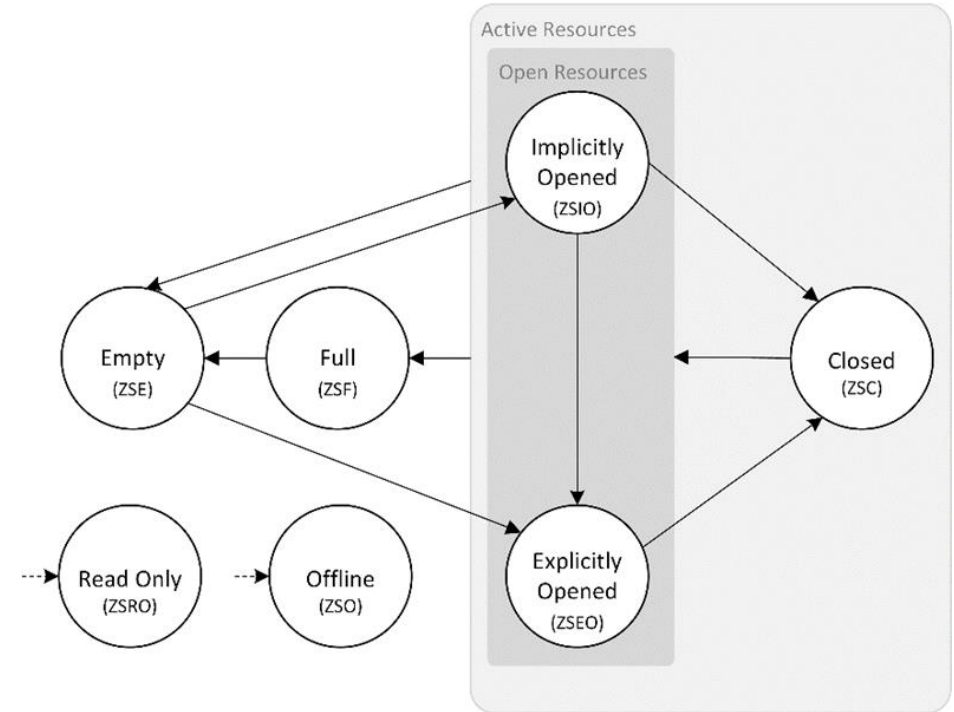 Active Resources
Open Resources
Implicitly
Opened
(ZSIO)
Empty
(ZSE)
Full
(ZSF)
Closed
(ZSC)
Read Only
(ZSRO)
Offline
(ZSO)
Explicitly
Opened
(ZSEO)